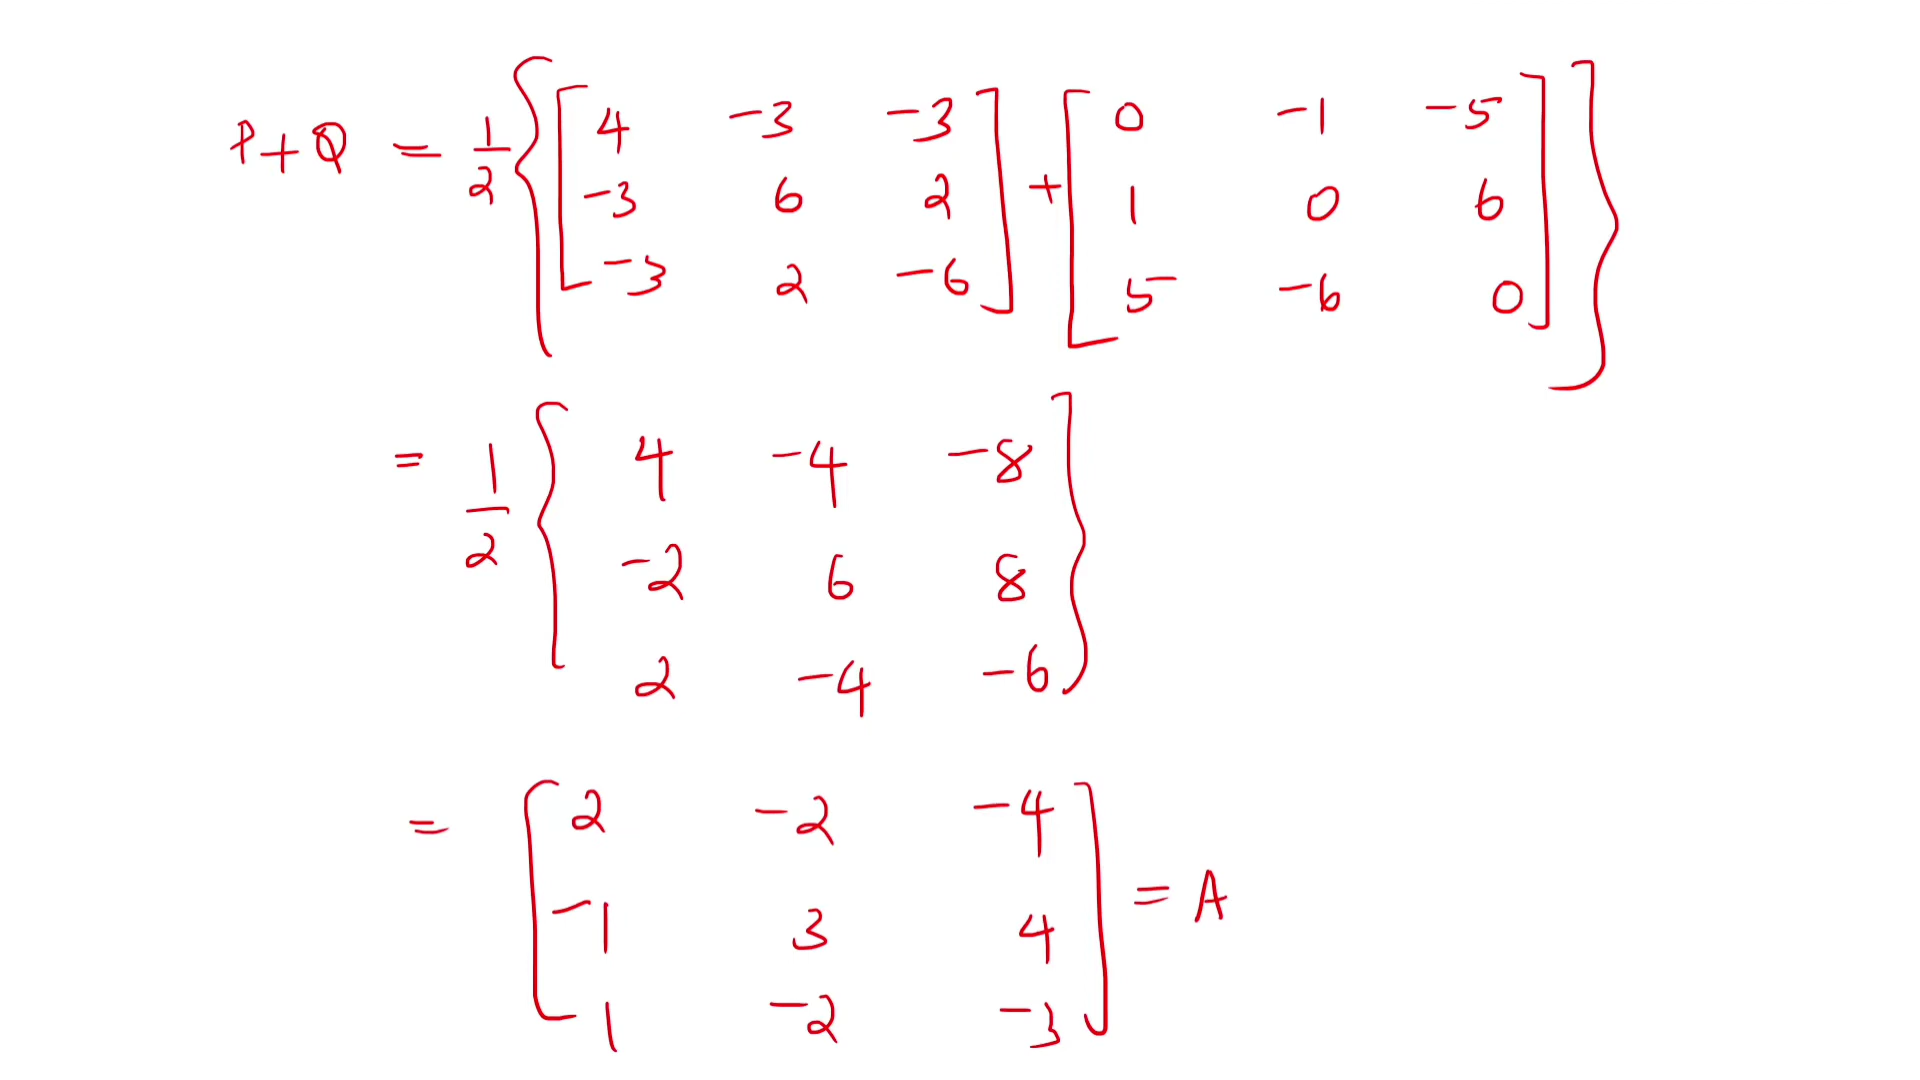 P+Q = 1/2 { [ 4 -3 -3 ] + [ 0 -1 -5 ] }
-3 6 2 1 0 6
-3 2 -6 5 -6 0
= 1/2 { 4 -4 -8 }
-2 6 8
2 -4 -6
= [ 2 -2 -4 ]
-1 3 4 = A
1 -2 -3